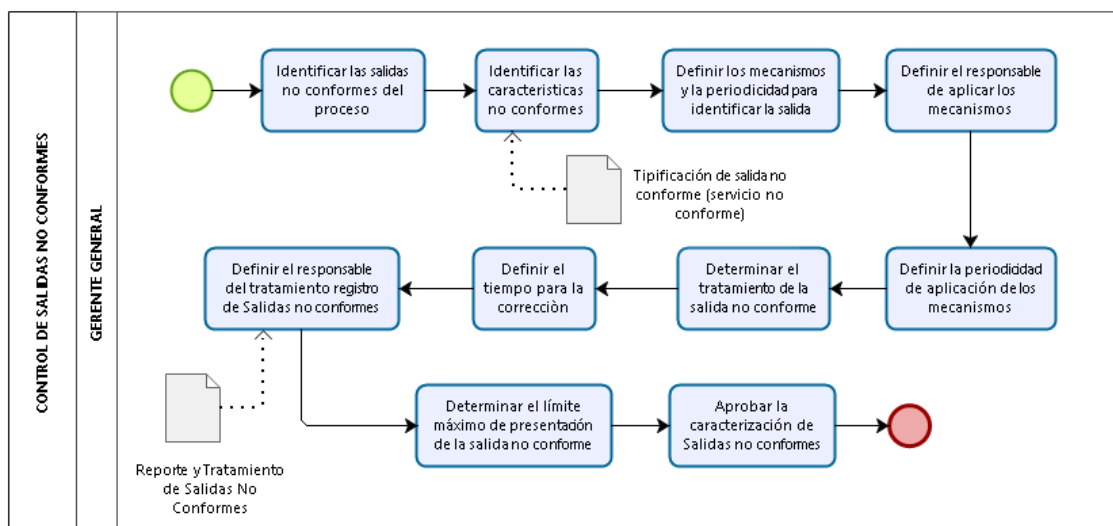 CONTROL DE SALIDAS NO CONFORMES
GERENTE GENERAL
Identificar las salidas
no conformes del
proceso
Identificar las
caracteristicas
no conformes
Definir los mecanismos
y la periodicidad para
identificar la salida
Definir el responsable
de aplicar los
mecanismos
Tipificación de salida no
conforme (servicio no
conforme)
Definir el responsable
del tratamiento registro
de Salidas no conformes
Definir el
tiempo para la
correcciòn
Determinar el
tratamiento de la
salida no conforme
Definir la periodicidad
de aplicación de los
mecanismos
Reporte y Tratamiento
de Salidas No
Conformes
Determinar el límite
máximo de presentación
de la salida no conforme
Aprobar la
caracterización de
Salidas no conformes